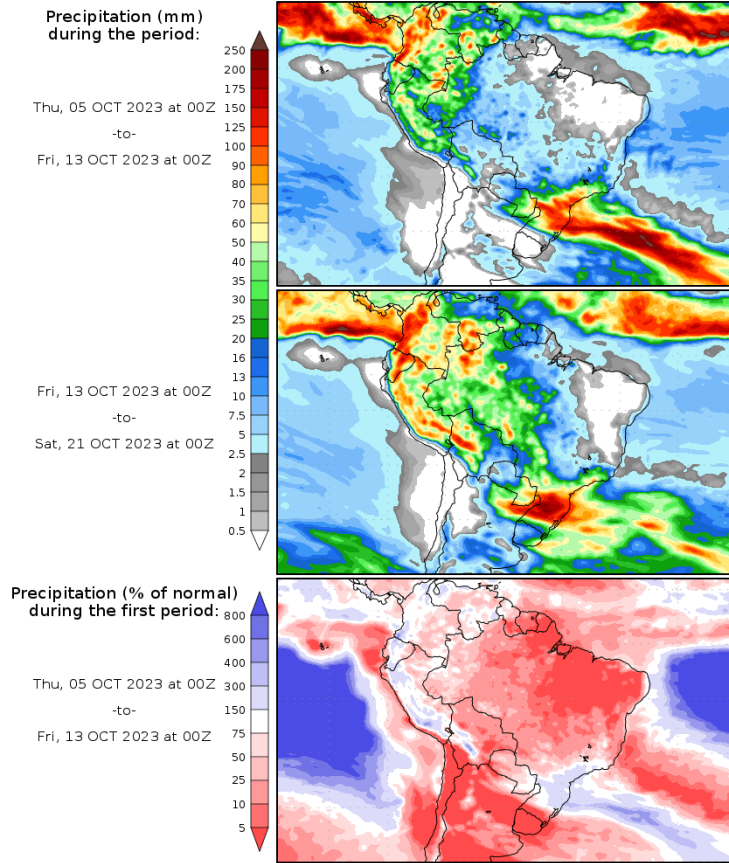 Precipitation (mm)
during the period:
Thu, 05 OCT 2023 at 00Z
-to-
Fri, 13 OCT 2023 at 00Z
250
200
175
150
125
100
90
80
70
60
50
40
35
30
25
20
16
13
10
7.5
5
2.5
2
1.5
1
0.5
Fri, 13 OCT 2023 at 00Z
-to-
Sat, 21 OCT 2023 at 00Z
Precipitation (% of normal)
during the first period:
Thu, 05 OCT 2023 at 00Z
-to-
Fri, 13 OCT 2023 at 00Z
800
600
400
300
150
75
50
25
10
5